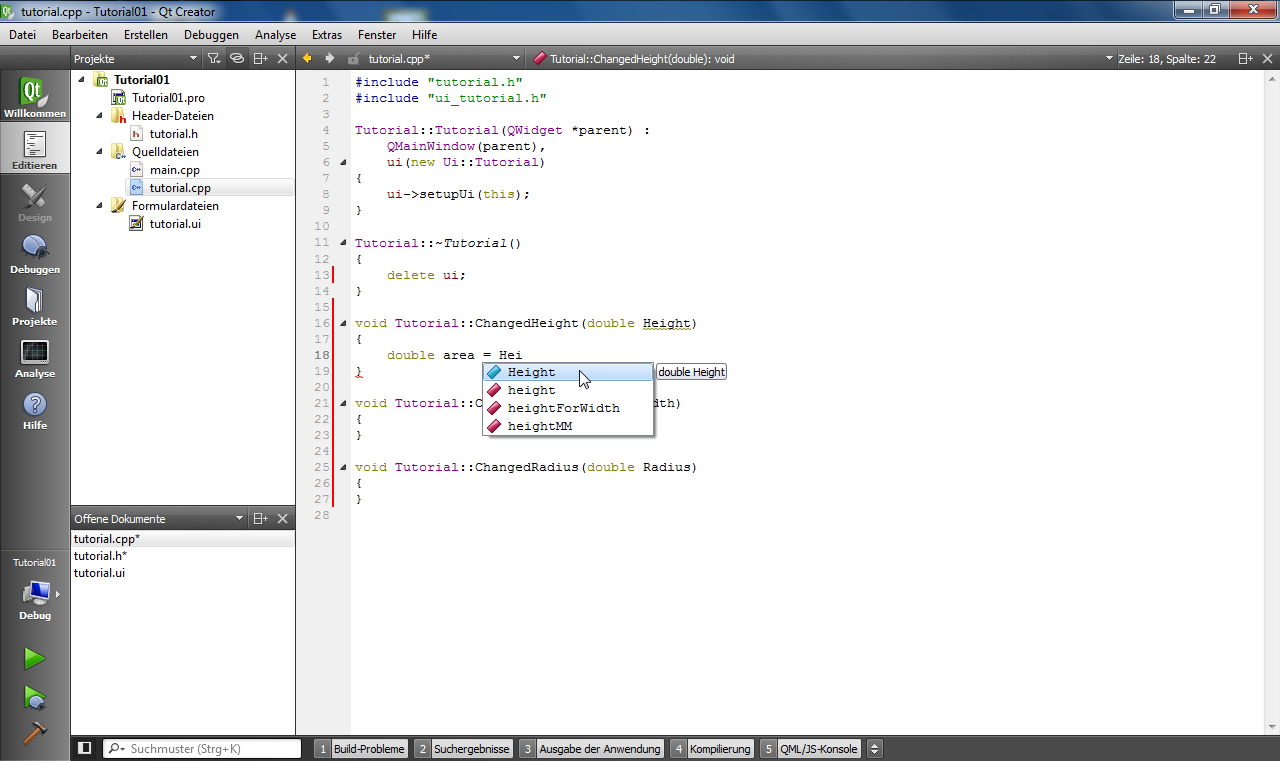 tutorial.cpp - Tutorial01 - Qt Creator
Datei Bearbeiten Erstellen Debuggen Analyse Extras Fenster Hilfe
Projekte
tutorial.cpp*
Tutorial::ChangedHeight(double): void
Zeile: 18, Spalte: 22
Qt
Willkommen
Editieren
Design
Debuggen
Projekte
Analyse
Hilfe
Tutorial01
Debug
Tutorial01
Tutorial01.pro
Header-Dateien
tutorial.h
Quelldateien
main.cpp
tutorial.cpp
Formulardateien
tutorial.ui
Offene Dokumente
tutorial.cpp*
tutorial.h*
tutorial.ui
1 #include "tutorial.h"
2 #include "ui_tutorial.h"
3
4 Tutorial::Tutorial(QWidget *parent) :
5 QMainWindow(parent),
6 ui(new Ui::Tutorial)
7 {
8 ui->setupUi(this);
9 }
10
11 Tutorial::~Tutorial()
12 {
13 delete ui;
14 }
15
16 void Tutorial::ChangedHeight(double Height)
17 {
18 double area = Hei
19 }
20
21 void Tutorial::C dth)
22 {
23 }
24
25 void Tutorial::ChangedRadius(double Radius)
26 {
27 }
28
Height
height
heightForWidth
heightMM
double Height
Suchmuster (Strg+K)
1 Build-Probleme 2 Suchergebnisse 3 Ausgabe der Anwendung 4 Kompilierung 5 QML/JS-Konsole